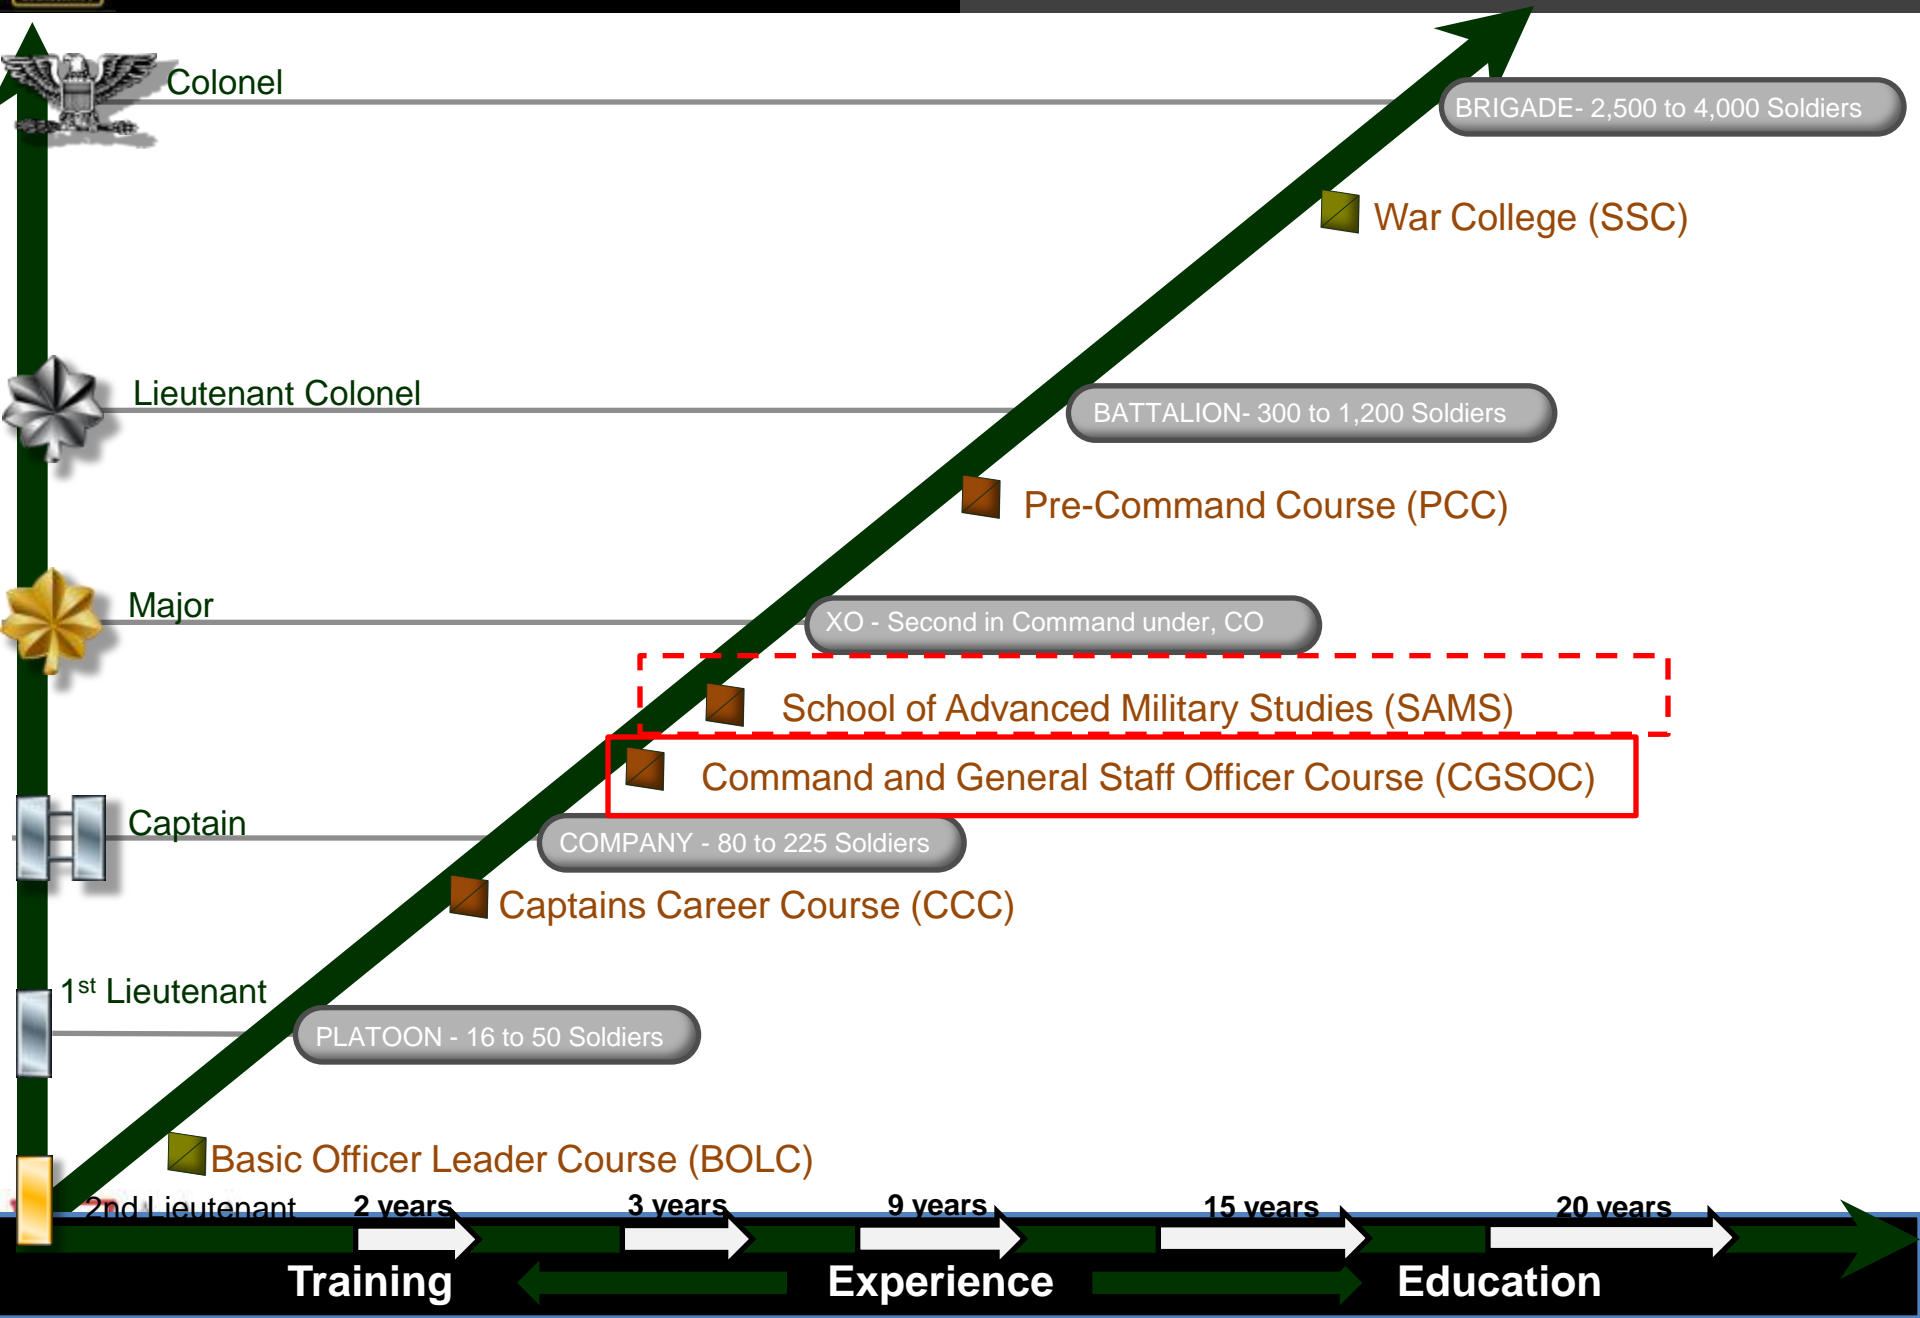 Colonel
BRIGADE- 2,500 to 4,000 Soldiers
War College (SSC)
Lieutenant Colonel
BATTALION- 300 to 1,200 Soldiers
Pre-Command Course (PCC)
Major
XO - Second in Command under, CO
School of Advanced Military Studies (SAMS)
Command and General Staff Officer Course (CGSOC)
Captain
COMPANY - 80 to 225 Soldiers
Captains Career Course (CCC)
1st Lieutenant
PLATOON - 16 to 50 Soldiers
Basic Officer Leader Course (BOLC)
2nd Lieutenant
2 years
3 years
9 years
15 years
20 years
Training
Experience
Education